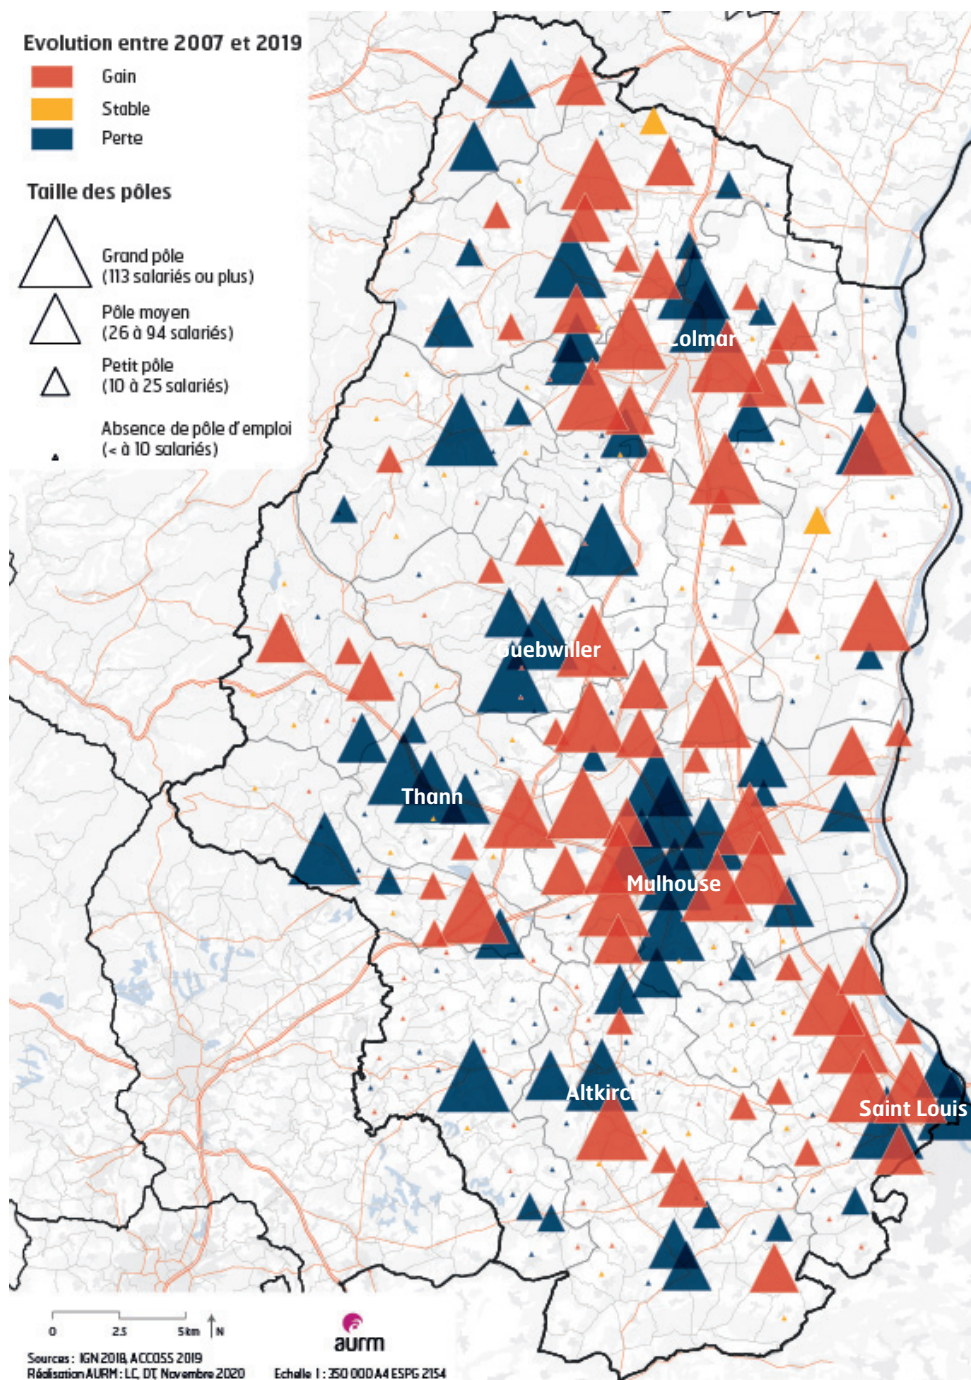 Evolution entre 2007 et 2019
Gain
Stable
Perte
Taille des pôles
Grand pôle
(113 salariés ou plus)
Pôle moyen
(26 à 94 salariés)
Petit pôle
(10 à 25 salariés)
Absence de pôle d'emploi
(< à 10 salariés)
Colmar
Guebwiller
Thann
Mulhouse
Altkirch
Saint Louis
0 2.5 5km N
aurm
Sources : IGN 2018, ACCOSS 2019
Réalisation AURM : LC, DT, Novembre 2020 Echelle 1 : 350 000 A4 ESPG 2154